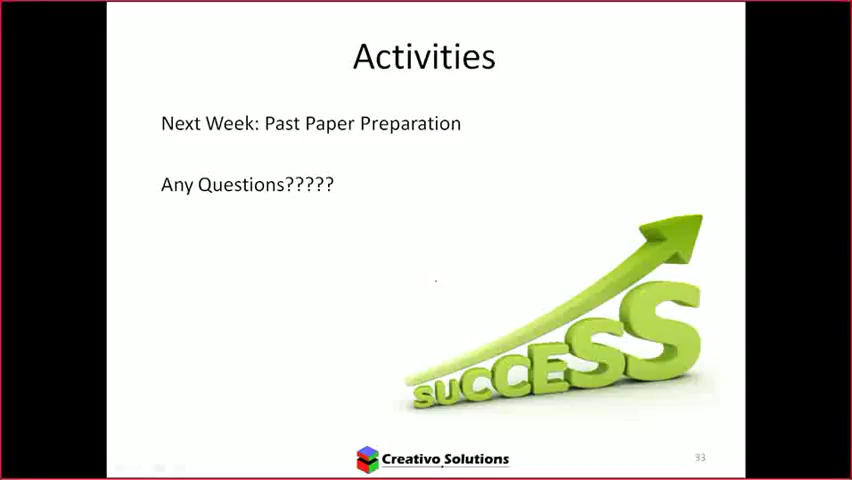 Activities
Next Week: Past Paper Preparation
Any Questions?????
SUCCESS
Creativo Solutions
33